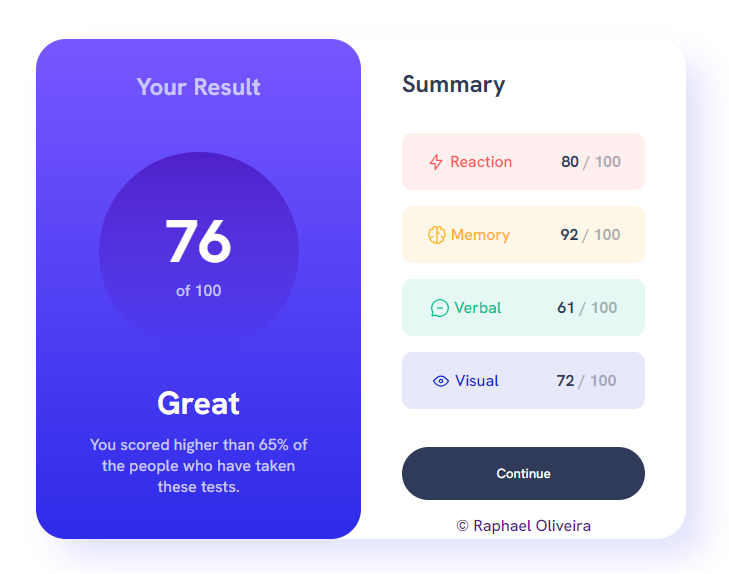 Your Result
76
of 100
Great
You scored higher than 65% of
the people who have taken
these tests.
Summary
Reaction 80 / 100
Memory 92 / 100
Verbal 61 / 100
Visual 72 / 100
Continue
© Raphael Oliveira